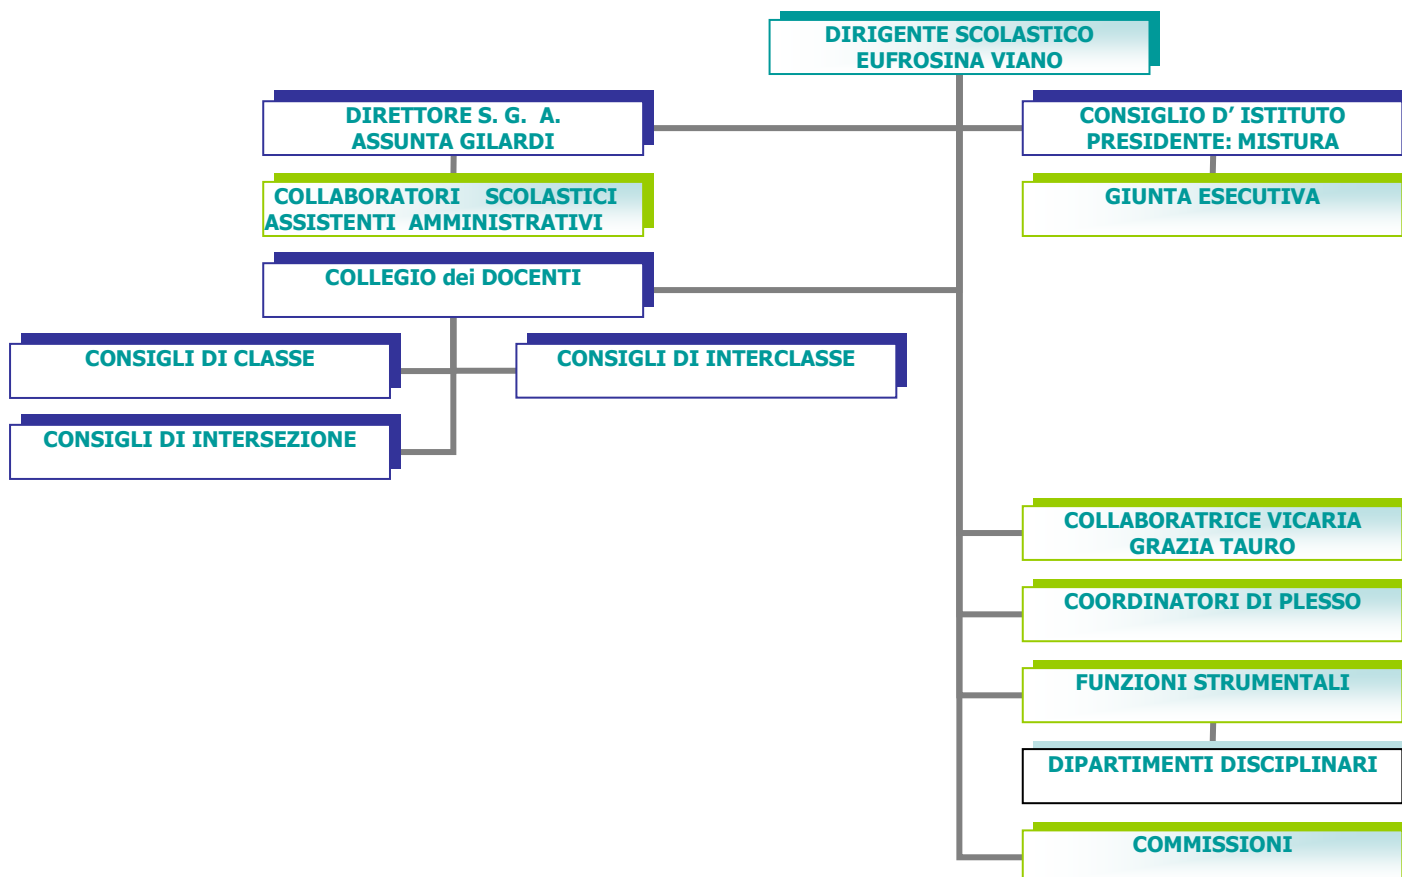 DIRIGENTE SCOLASTICO
EUFROSINA VIANO
DIRETTORE S. G. A.
ASSUNTA GILARDI
CONSIGLIO D' ISTITUTO
PRESIDENTE: MISTURA
COLLABORATORI SCOLASTICI
ASSISTENTI AMMINISTRATIVI
GIUNTA ESECUTIVA
COLLEGIO dei DOCENTI
CONSIGLI DI CLASSE
CONSIGLI DI INTERCLASSE
CONSIGLI DI INTERSEZIONE
COLLABORATRICE VICARIA
GRAZIA TAURO
COORDINATORI DI PLESSO
FUNZIONI STRUMENTALI
DIPARTIMENTI DISCIPLINARI
COMMISSIONI